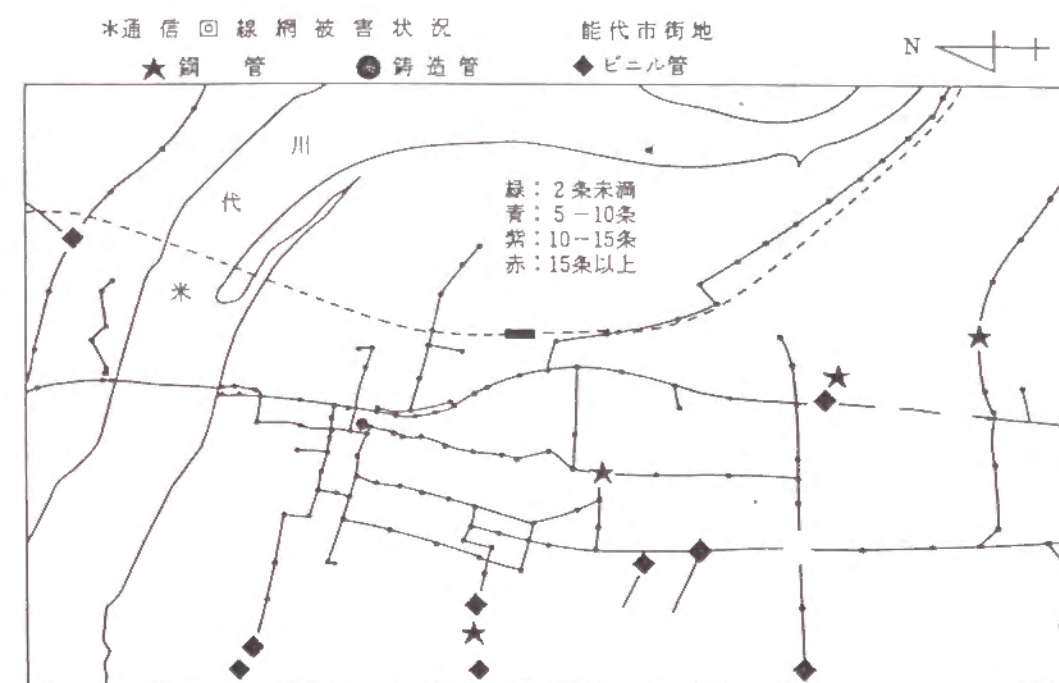 *通信回線網被害状況 能代市街地 N
★鋼管 ●鋳造管 ◆ビニル管
川
代
米
緑：2条未満
青：5－10条
紫：10－15条
赤：15条以上